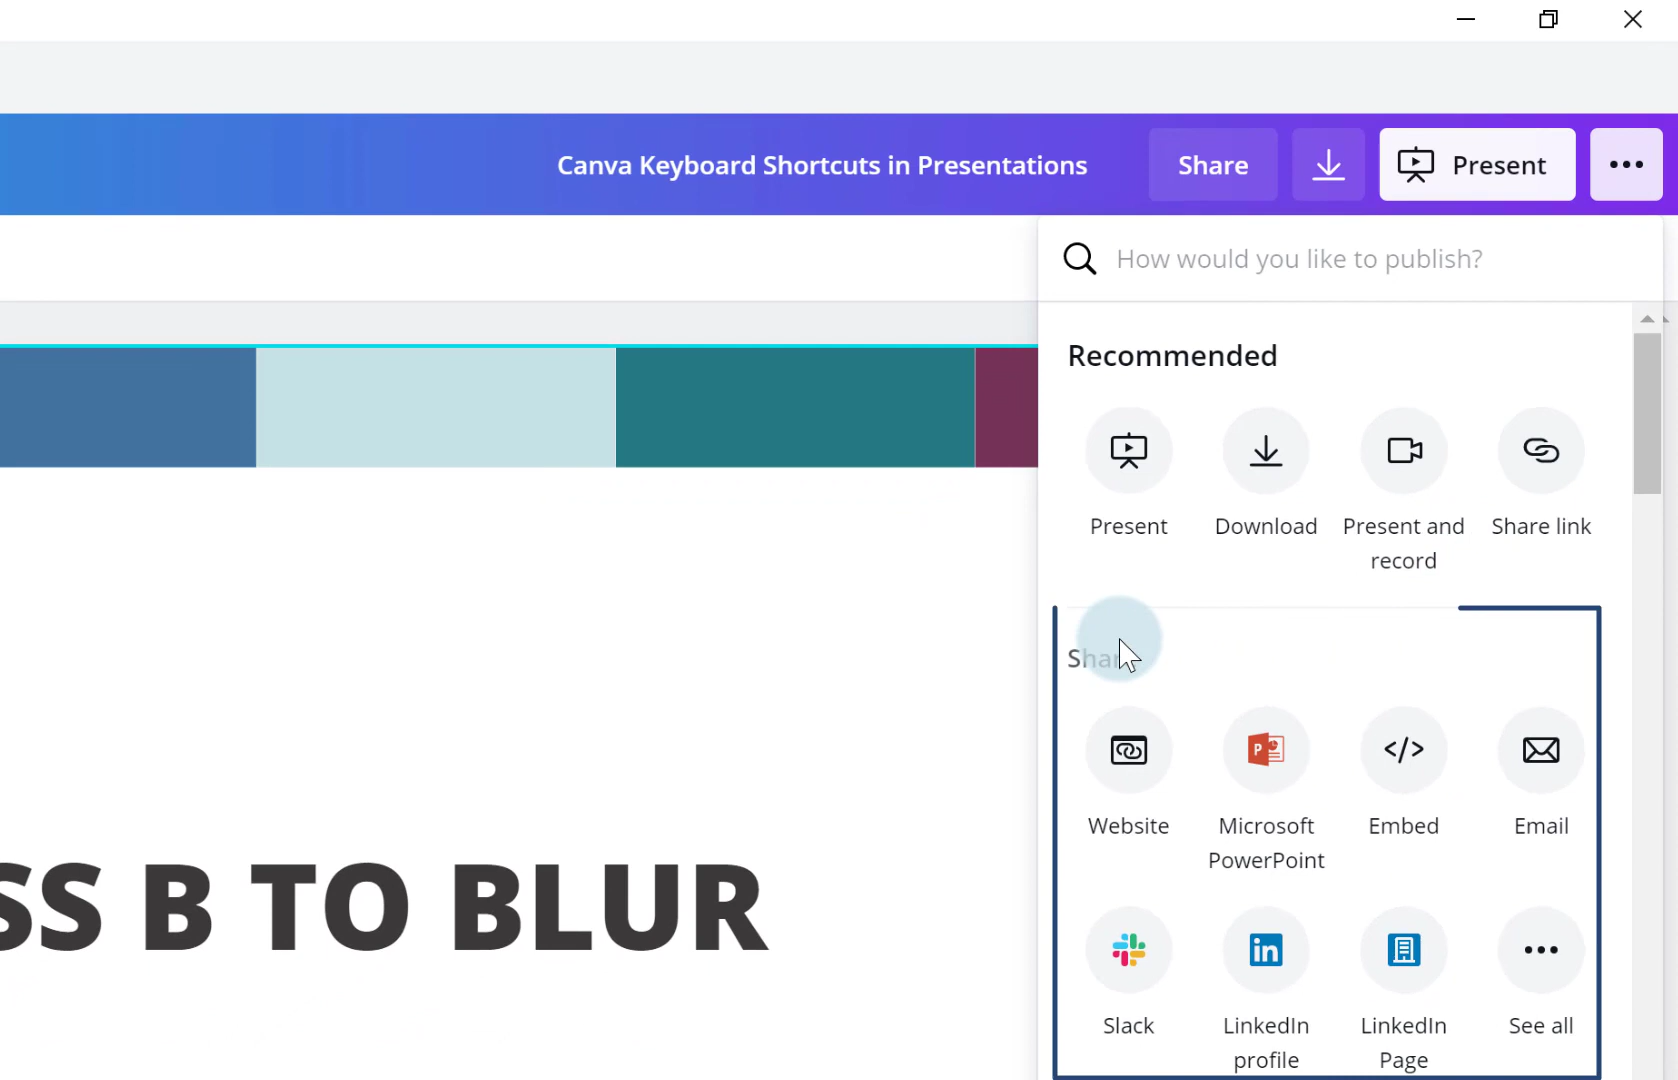 Canva Keyboard Shortcuts in Presentations
Share
Present
How would you like to publish?
Recommended
Present
Download
Present and
record
Share link
Website
Microsoft
PowerPoint
Embed
Email
Slack
LinkedIn
profile
LinkedIn
Page
See all
B TO BLUR